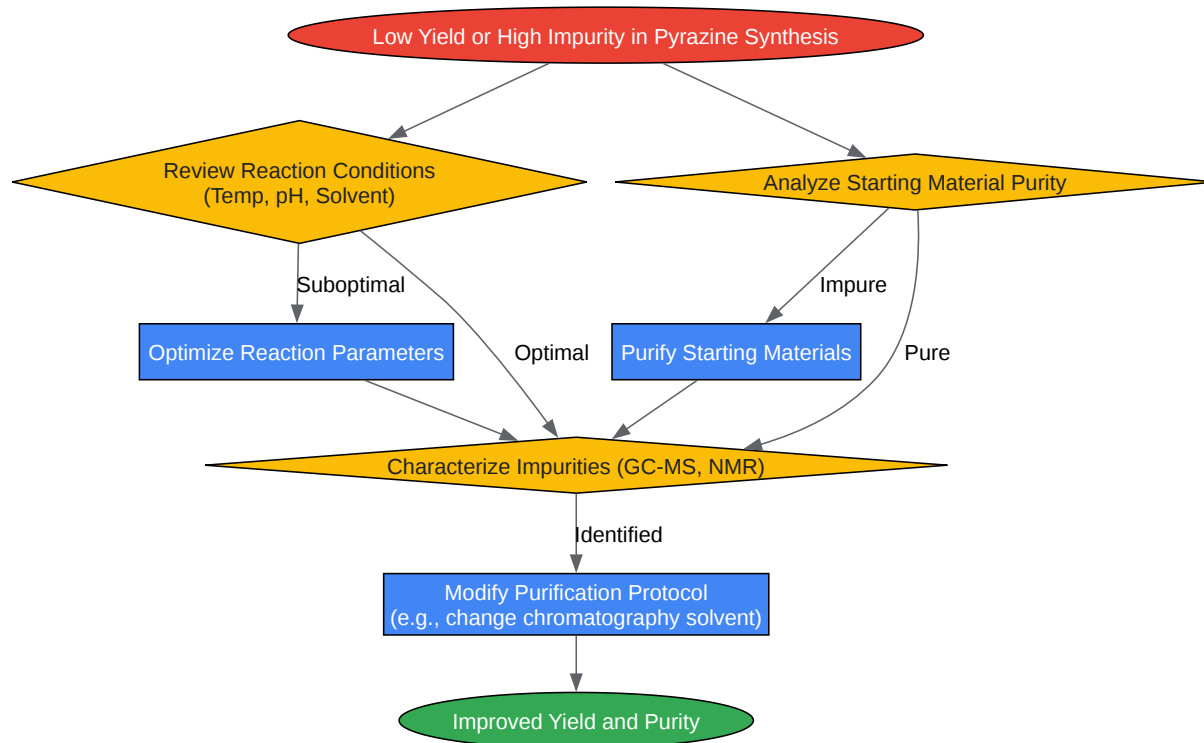 Low Yield or High Impurity in Pyrazine Synthesis
Review Reaction Conditions
(Temp, pH, Solvent)
Analyze Starting Material Purity
Suboptimal
Impure
Optimize Reaction Parameters
Optimal
Purify Starting Materials
Pure
Characterize Impurities (GC-MS, NMR)
Identified
Modify Purification Protocol
(e.g., change chromatography solvent)
Improved Yield and Purity